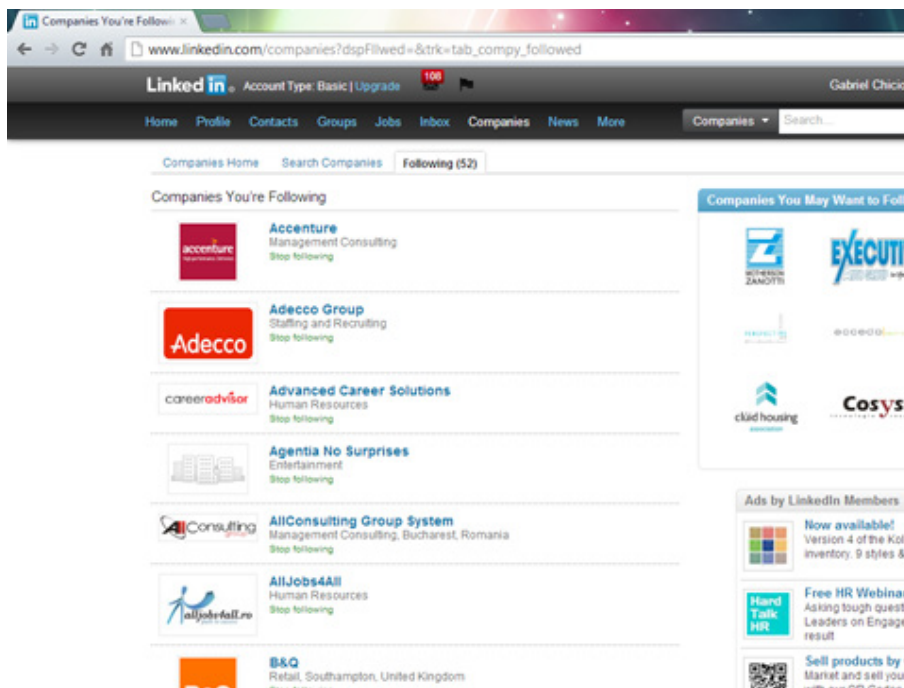 Companies You're Followi
www.linkedin.com/companies?dspFllwed=&trk=tab_compy_followed
Linked in Account Type: Basic | Upgrade 106 Gabriel Chicio
Home Profile Contacts Groups Jobs Inbox Companies News More Companies Search...
Companies Home Search Companies Following (52)
Companies You're Following
Companies You May Want to Foll
accenture
Accenture
Management Consulting
Stop following
ZANOTTI
EXECUTI
Adecco
Adecco Group
Staffing and Recruiting
Stop following
careeradvisor
Advanced Career Solutions
Human Resources
Stop following
clúid housing
association
Cosys
Agentia No Surprises
Entertainment
Stop following
Ads by LinkedIn Members
AllConsulting
group
AllConsulting Group System
Management Consulting, Bucharest, Romania
Stop following
Now available!
Version 4 of the Kol
inventory. 9 styles &
alljobs4all.ro
AllJobs4All
Human Resources
Stop following
Hard
Talk
HR
Free HR Webinar
Asking tough quest
Leaders on Engage
result
B&Q
B&Q
Retail, Southampton, United Kingdom
Sell products by
Market and sell you